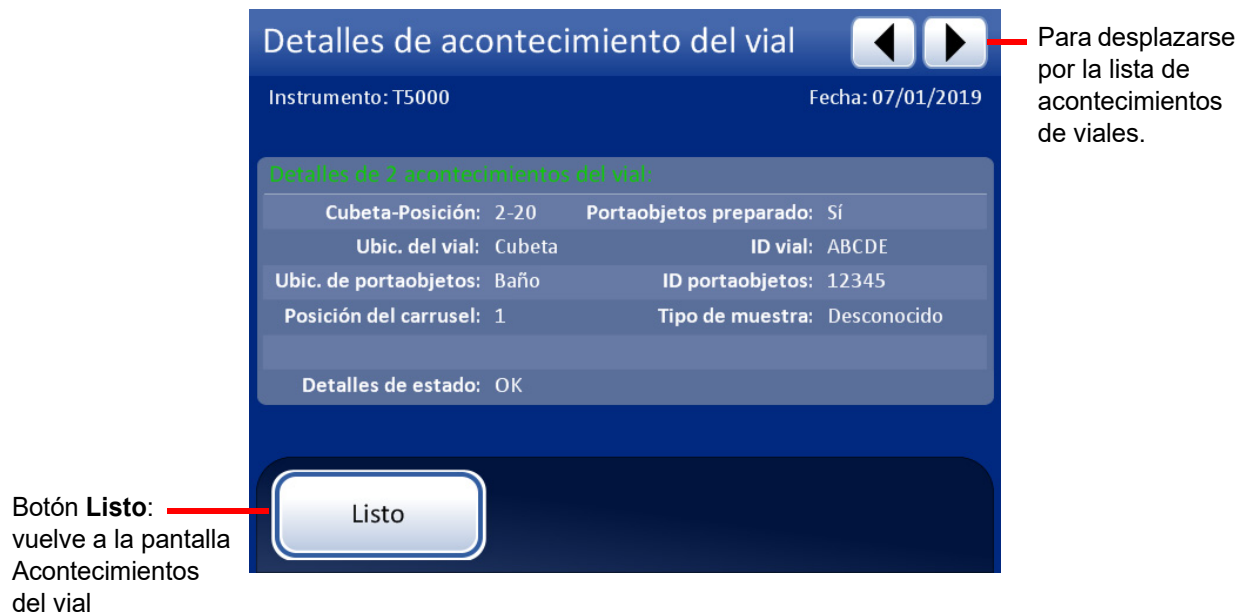 Detalles de acontecimiento del vial
Para desplazarse
por la lista de
acontecimientos
de viales.
Instrumento: T5000 Fecha: 07/01/2019
Detalles de 2 acontecimientos del vial:
Cubeta-Posición: 2-20 Portaobjetos preparado: Sí
Ubic. del vial: Cubeta ID vial: ABCDE
Ubic. de portaobjetos: Baño ID portaobjetos: 12345
Posición del carrusel: 1 Tipo de muestra: Desconocido
Detalles de estado: OK
Botón Listo:
vuelve a la pantalla
Acontecimientos
del vial
Listo